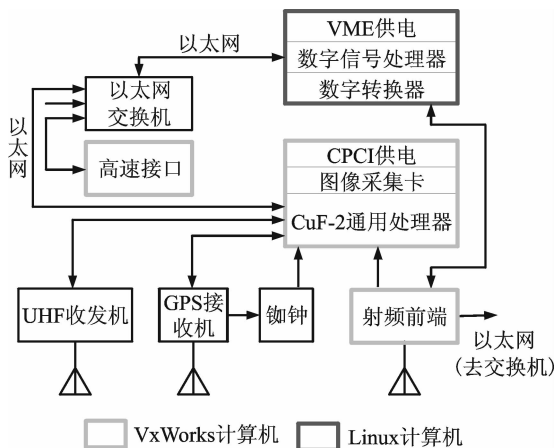 以太网
VME供电
数字信号处理器
数字转换器
以太网
交换机
以太网
高速接口
CPCI供电
图像采集卡
CuF-2通用处理器
UHF收发机
GPS接
收机
铷钟
射频前端
以太网
(去交换机)
VxWorks计算机
Linux计算机